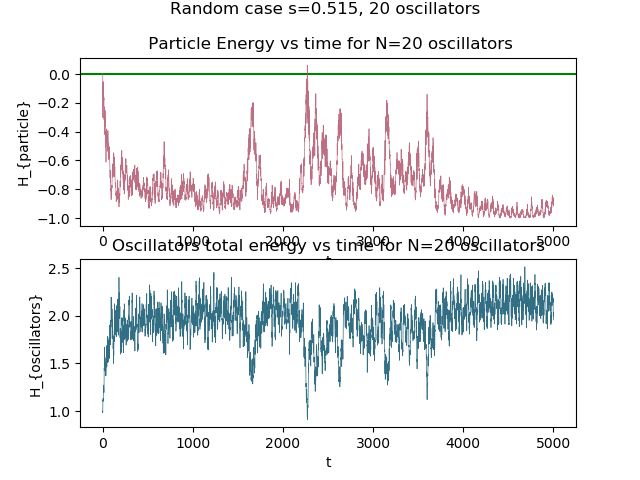 Random case s=0.515, 20 oscillators
Particle Energy vs time for N=20 oscillators
H_{particle}
0.0
−0.2
−0.4
−0.6
−0.8
−1.0
0 1000 2000 3000 4000 5000
t
Oscillators total energy vs time for N=20 oscillators
H_{oscillators}
2.5
2.0
1.5
1.0
0 1000 2000 3000 4000 5000
t